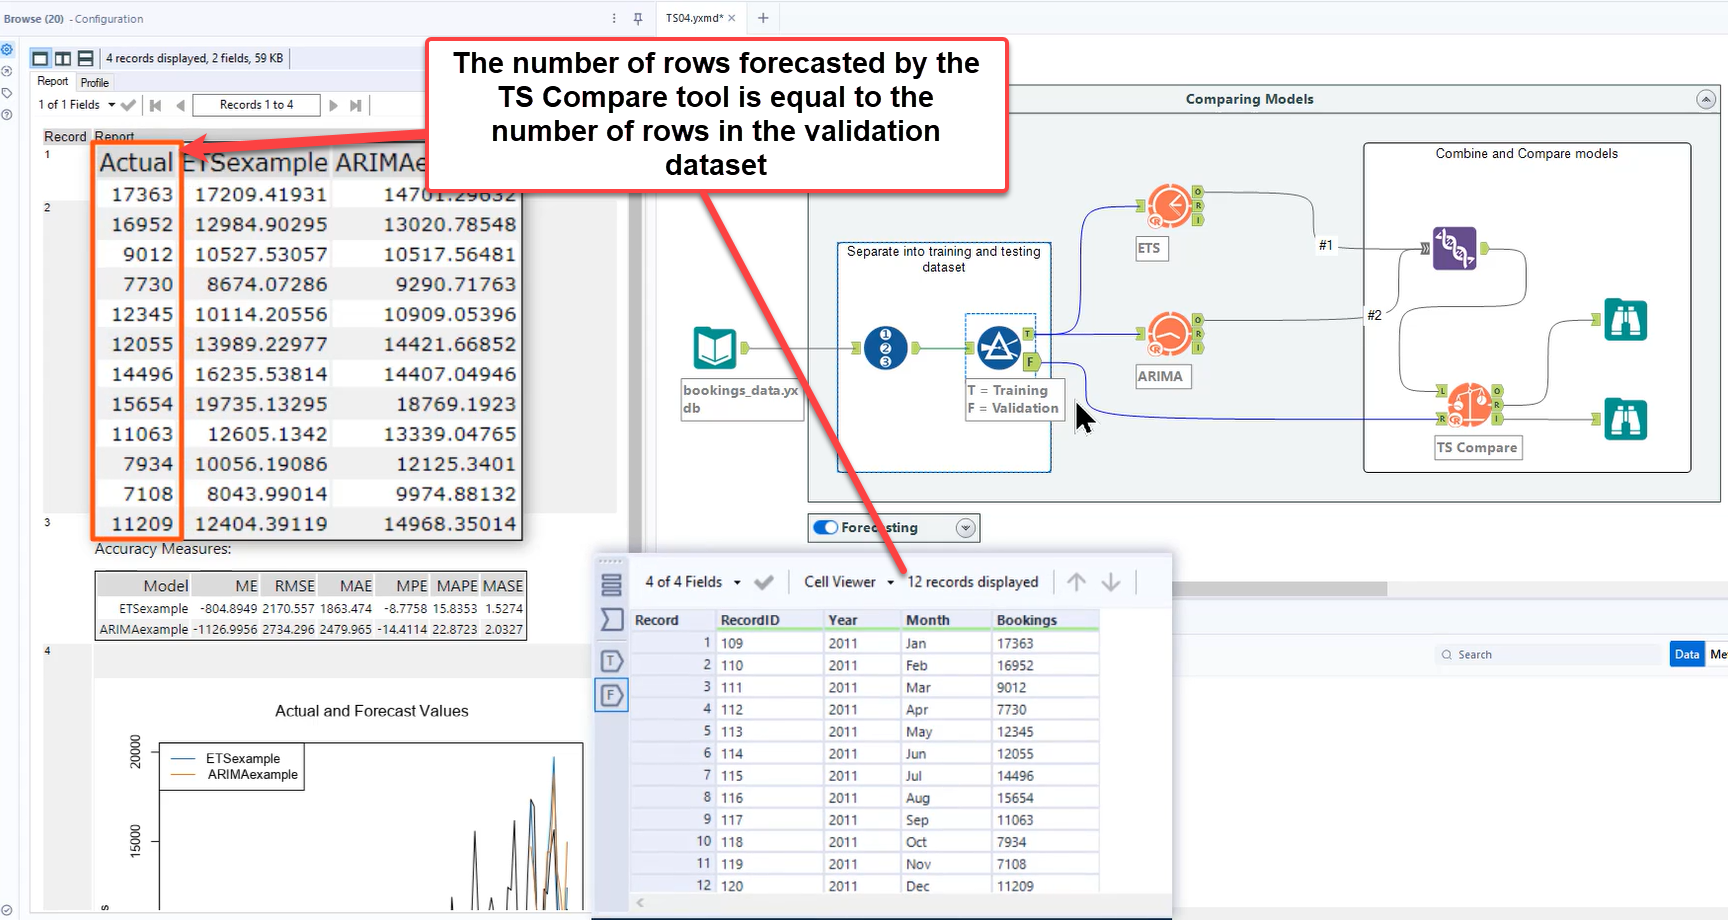 Browse (20) - Configuration
TS04.yxmd*
4 records displayed, 2 fields, 59 KB
Report Profile
1 of 1 Fields Records 1 to 4
Record Report
1
2
3
4
The number of rows forecasted by the
TS Compare tool is equal to the
number of rows in the validation
dataset
Actual ETSexample ARIMAe
17363 17209.41931 14701.29632
16952 12984.90295 13020.78548
9012 10527.53057 10517.56481
7730 8674.07286 9290.71763
12345 10114.20556 10909.05396
12055 13989.22977 14421.66852
14496 16235.53814 14407.04946
15654 19735.13295 18769.1923
11063 12605.1342 13339.04765
7934 10056.19086 12125.3401
7108 8043.99014 9974.88132
11209 12404.39119 14968.35014
Accuracy Measures:
Model ME RMSE MAE MPE MAPE MASE
ETSexample -804.8949 2170.557 1863.474 -8.7758 15.8353 1.5274
ARIMAexample -1126.9956 2734.296 2479.965 -14.4114 22.8723 2.0327
Actual and Forecast Values
ETSexample
ARIMAexample
20000
15000
Comparing Models
Separate into training and testing
dataset
bookings_data.yx
db
1
2
3
T
F
T = Training
F = Validation
ETS
O
R
I
ARIMA
O
R
I
#1
#2
Combine and Compare models
L
R
O
R
I
TS Compare
Forecasting
4 of 4 Fields Cell Viewer 12 records displayed
T
F
Record RecordID Year Month Bookings
1 109 2011 Jan 17363
2 110 2011 Feb 16952
3 111 2011 Mar 9012
4 112 2011 Apr 7730
5 113 2011 May 12345
6 114 2011 Jun 12055
7 115 2011 Jul 14496
8 116 2011 Aug 15654
9 117 2011 Sep 11063
10 118 2011 Oct 7934
11 119 2011 Nov 7108
12 120 2011 Dec 11209
Search Data Me